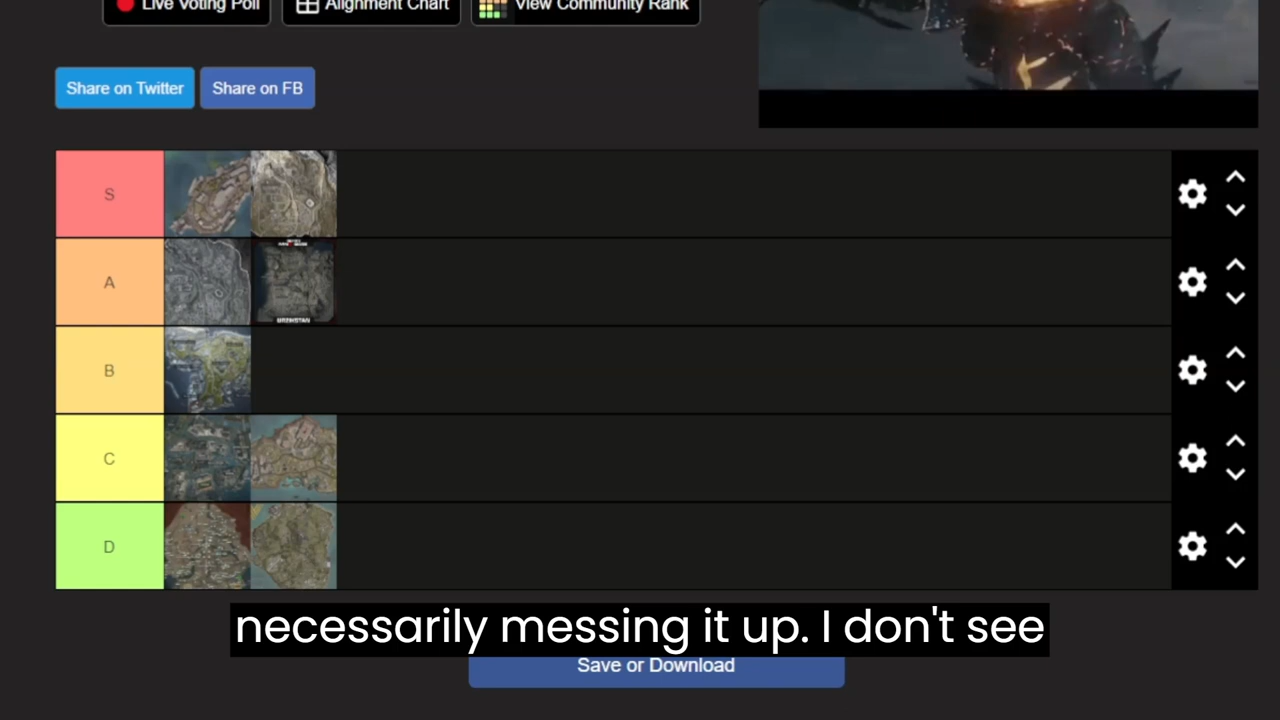 Live Voting Poll
Alignment Chart
View Community Rank
Share on Twitter
Share on FB
S
A
URZIKSTAN
B
C
D
necessarily messing it up. I don't see
Save or Download